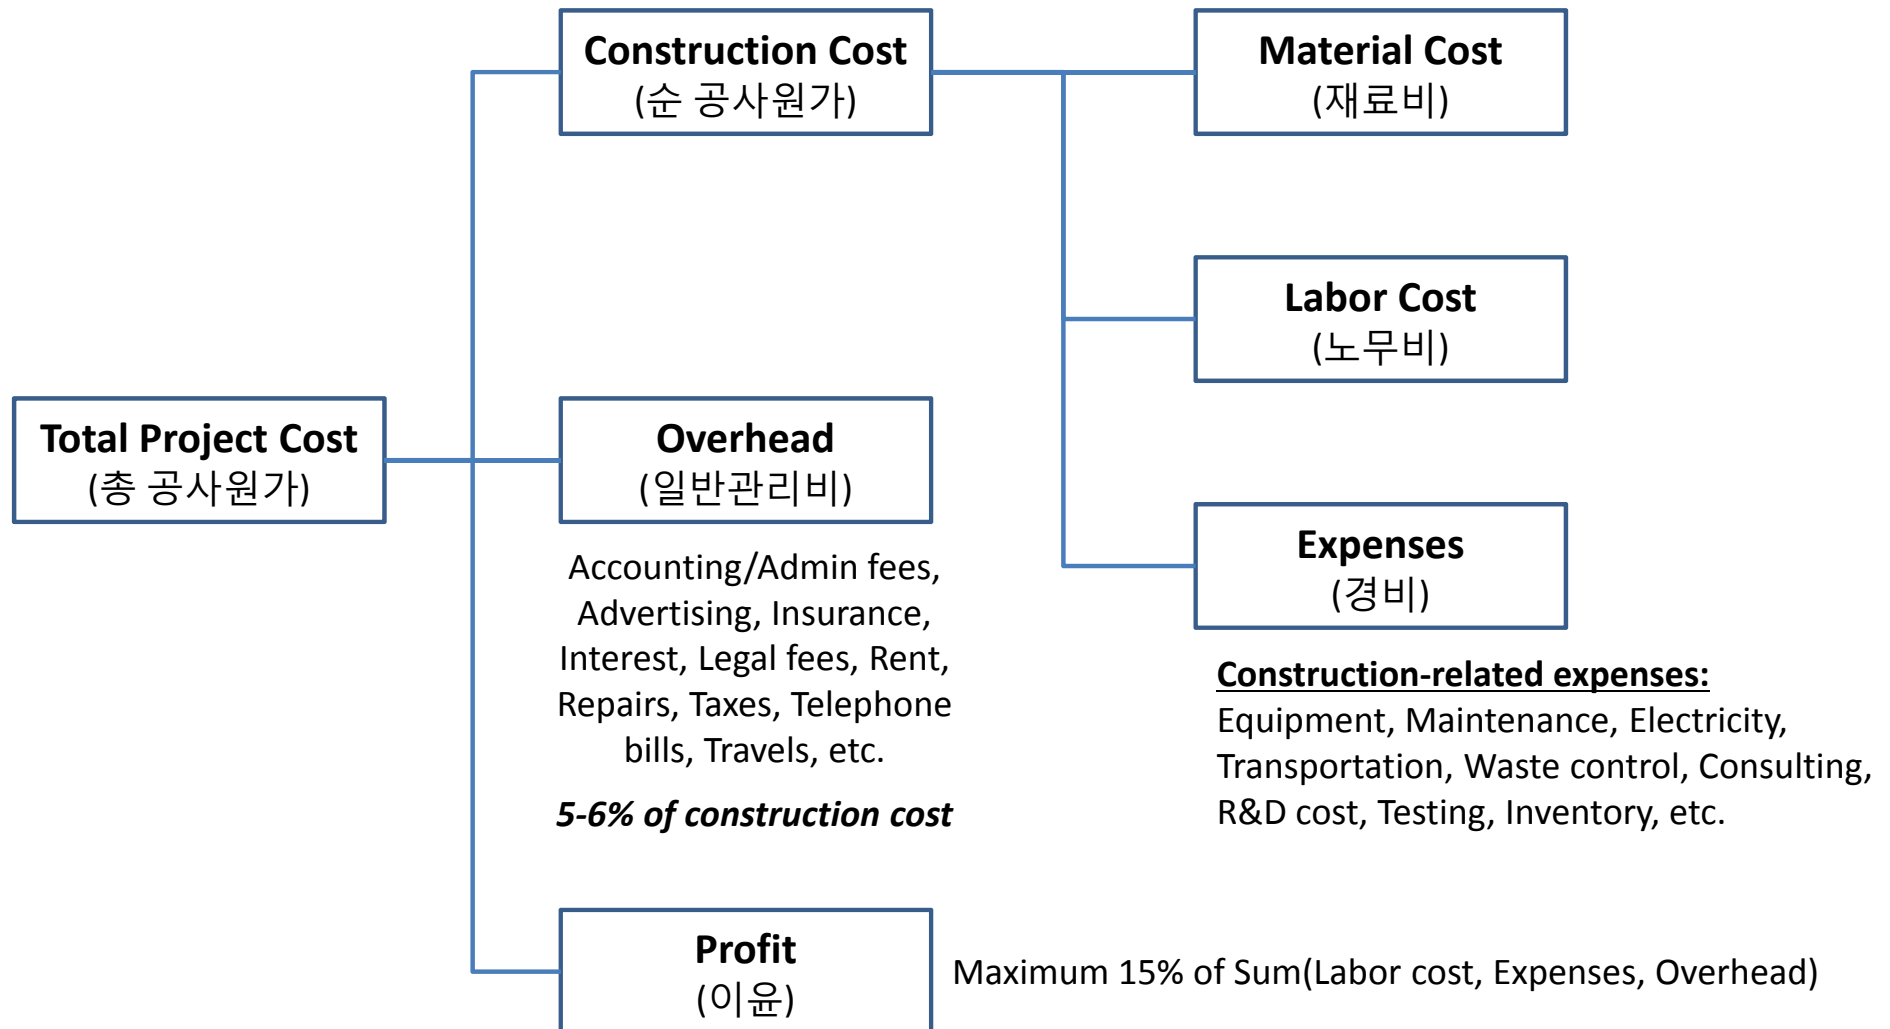 Construction Cost
(순 공사원가)
Material Cost
(재료비)
Labor Cost
(노무비)
Total Project Cost
(총 공사원가)
Overhead
(일반관리비)
Accounting/Admin fees,
Advertising, Insurance,
Interest, Legal fees, Rent,
Repairs, Taxes, Telephone
bills, Travels, etc.
5-6% of construction cost
Expenses
(경비)
Construction-related expenses:
Equipment, Maintenance, Electricity,
Transportation, Waste control, Consulting,
R&D cost, Testing, Inventory, etc.
Profit
(이윤)
Maximum 15% of Sum(Labor cost, Expenses, Overhead)